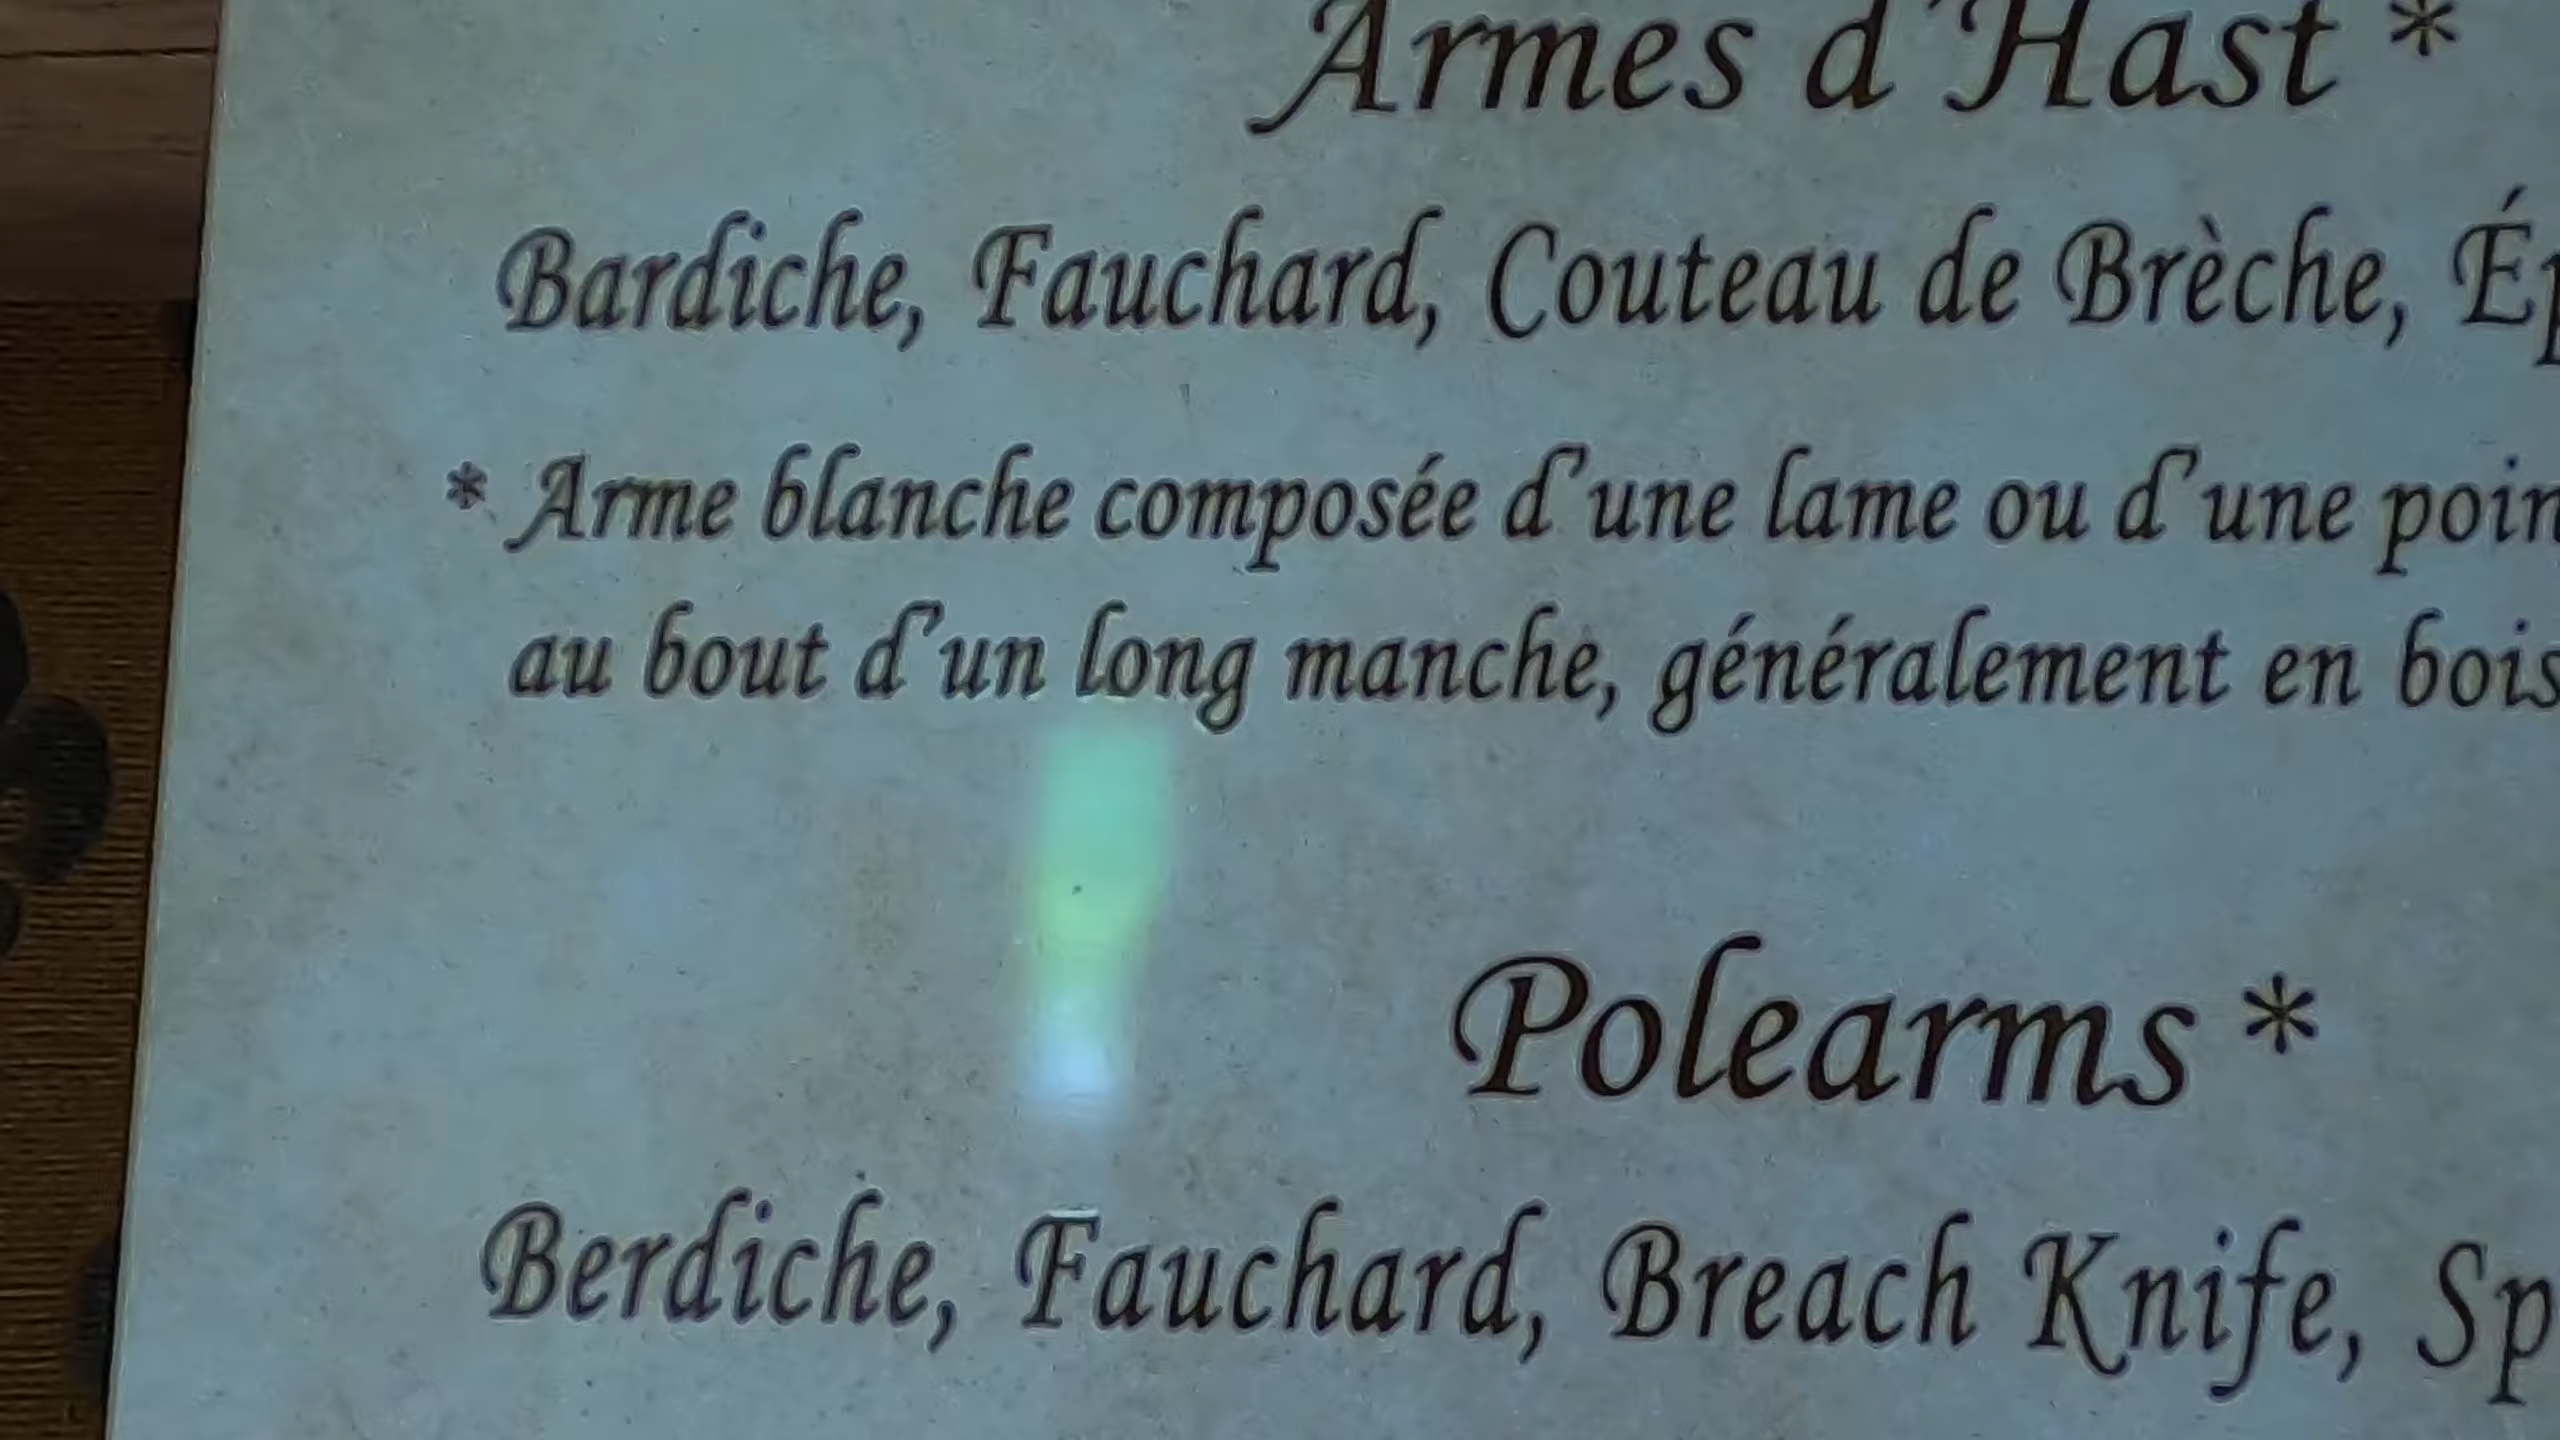 Armes d'Hast *
Bardiche, Fauchard, Couteau de Brèche,
* Arme blanche composée d'une lame ou d'une
au bout d'un long manche, généralement en bois
Polearms *
Berdiche, Fauchard, Breach Knife,